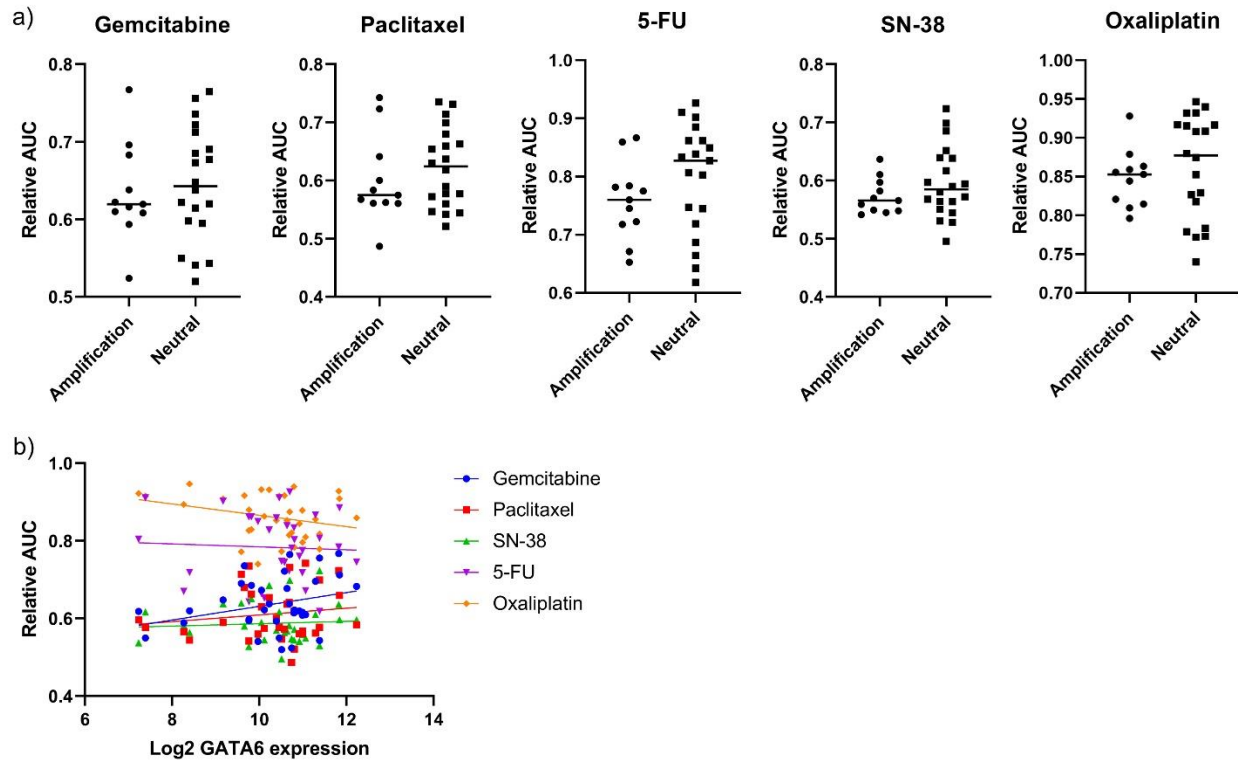 a)
Gemcitabine
Paclitaxel
5-FU
SN-38
Oxaliplatin
Relative AUC
0.8
0.7
0.6
0.5
Amplification
Neutral
Relative AUC
0.8
0.7
0.6
0.5
0.4
Amplification
Neutral
Relative AUC
1.0
0.9
0.8
0.7
0.6
Amplification
Neutral
Relative AUC
0.8
0.7
0.6
0.5
0.4
Amplification
Neutral
Relative AUC
1.00
0.95
0.90
0.85
0.80
0.75
0.70
Amplification
Neutral
b)
Relative AUC
1.0
0.8
0.6
0.4
6 8 10 12 14
Log2 GATA6 expression
Gemcitabine
Paclitaxel
SN-38
5-FU
Oxaliplatin